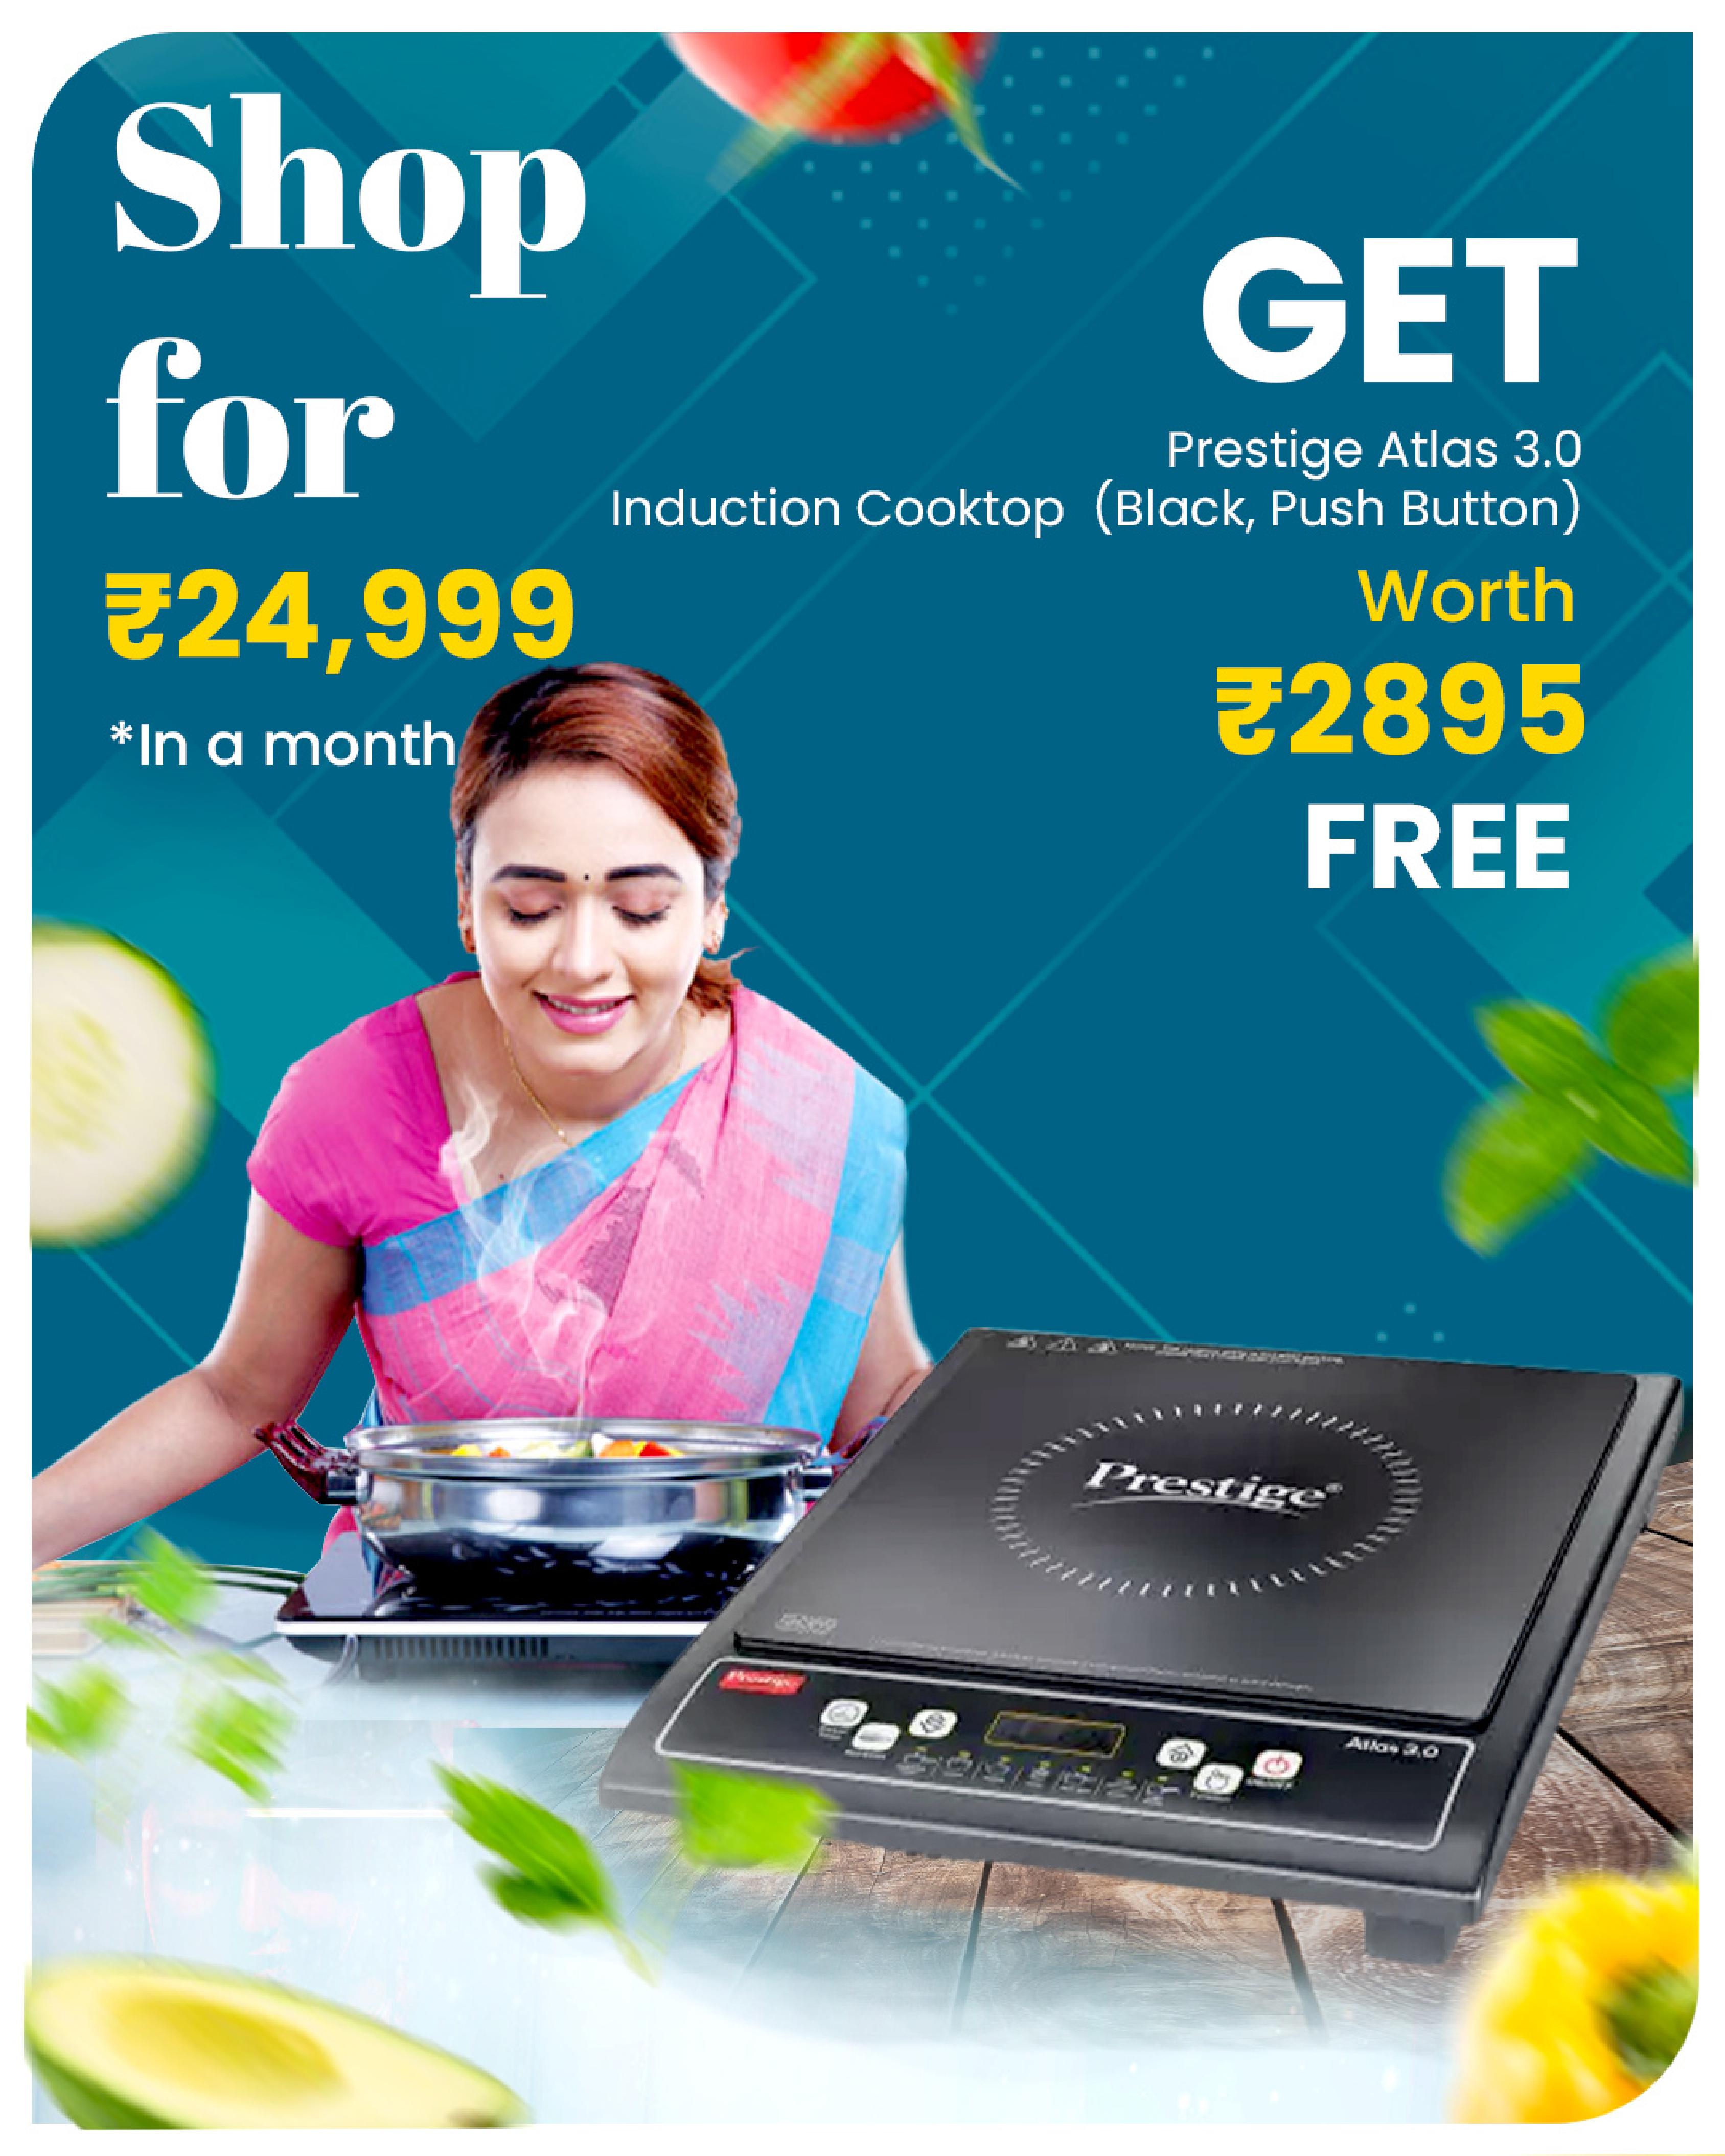 Shop
for
₹24,999
*In a month
GET
Prestige Atlas 3.0
Induction Cooktop (Black, Push Button)
Worth
₹2895
FREE
Prestige
Prestige
Atlas 3.0